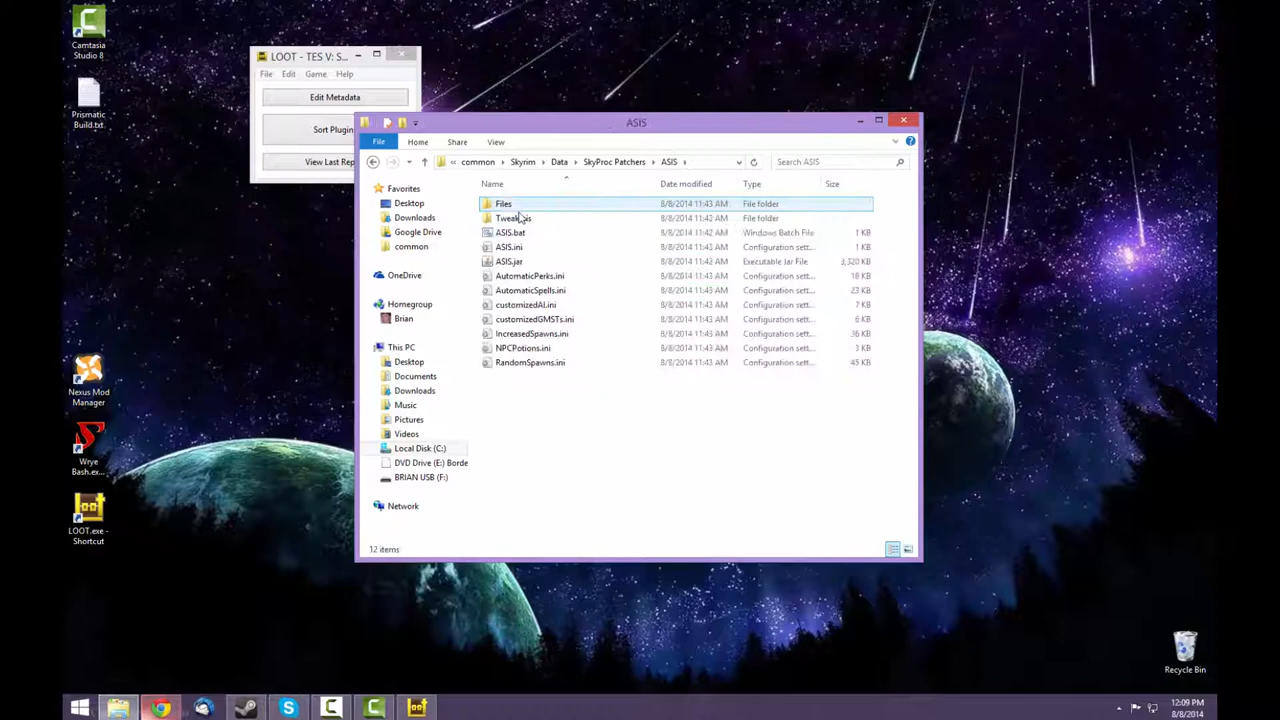 Camtasia
Studio 8
Prismatic
Build.txt
Nexus Mod
Manager
Wrye
Bash.ex...
LOOT.exe -
Shortcut
LOOT - TES V: S...
File Edit Game Help
Edit Metadata
Sort Plugin
View Last Rep
ASIS
File Home Share View
« common Skyrim Data SkyProc Patchers ASIS Search ASIS
Name Date modified Type Size
Favorites
Desktop
Downloads
Google Drive
common
OneDrive
Homegroup
Brian
This PC
Desktop
Documents
Downloads
Music
Pictures
Videos
Local Disk (C:)
DVD Drive (E:) Borde
BRIAN USB (F:)
Network
Files 8/8/2014 11:43 AM File folder
8/8/2014 11:42 AM File folder
ASIS.bat 8/8/2014 11:42 AM Windows Batch File 1 KB
ASIS.ini 8/8/2014 11:43 AM Configuration sett... 1 KB
ASIS.jar 8/8/2014 11:42 AM Executable Jar File 3,320 KB
AutomaticPerks.ini 8/8/2014 11:43 AM Configuration sett... 18 KB
AutomaticSpells.ini 8/8/2014 11:43 AM Configuration sett... 23 KB
customizedAI.ini 8/8/2014 11:43 AM Configuration sett... 7 KB
customizedGMSTs.ini 8/8/2014 11:43 AM Configuration sett... 6 KB
IncreasedSpawns.ini 8/8/2014 11:43 AM Configuration sett... 36 KB
NPCPotions.ini 8/8/2014 11:43 AM Configuration sett... 3 KB
RandomSpawns.ini 8/8/2014 11:43 AM Configuration sett... 45 KB
12 items
Recycle Bin
12:09 PM
8/8/2014